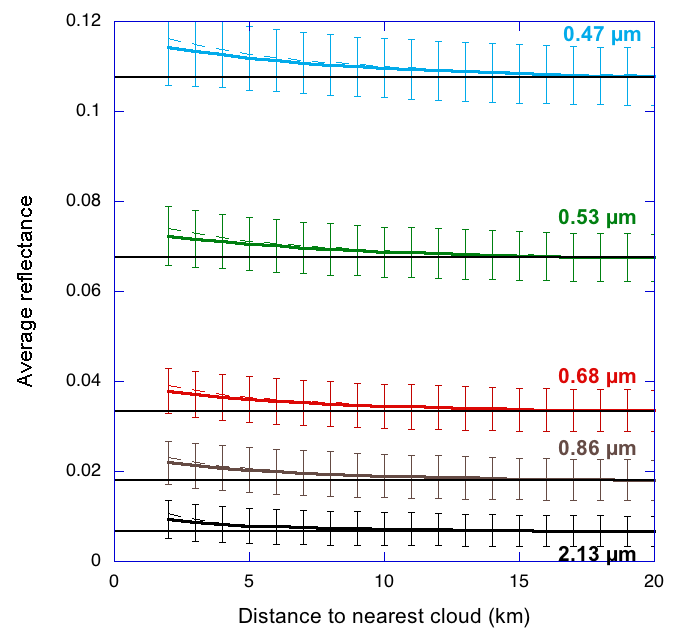 0.12
0.1
0.08
0.06
0.04
0.02
0
0.47 µm
0.53 µm
0.68 µm
0.86 µm
2.13 µm
0 5 10 15 20
Distance to nearest cloud (km)
Average reflectance